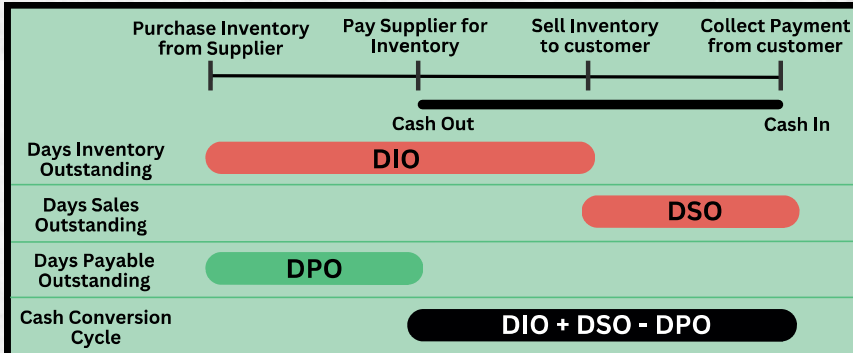 Purchase Inventory
from Supplier
Pay Supplier for
Inventory
Sell Inventory
to customer
Collect Payment
from customer
Cash Out
Cash In
Days Inventory
Outstanding
DIO
Days Sales
Outstanding
DSO
Days Payable
Outstanding
DPO
Cash Conversion
Cycle
DIO + DSO - DPO